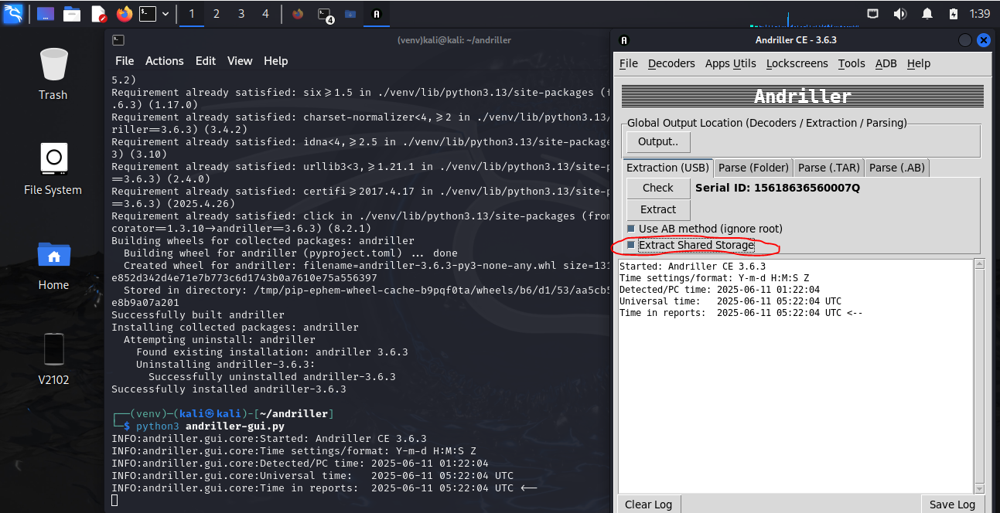 1 2 3 4
4
1:39
Trash
File System
Home
V2102
(venv)kali@kali: ~/andriller
File Actions Edit View Help
5.2)
Requirement already satisfied: six>=1.5 in ./venv/lib/python3.13/site-packages (
.6.3) (1.17.0)
Requirement already satisfied: charset-normalizer<4,>=2 in ./venv/lib/python3.13/
riller==3.6.3) (3.4.2)
Requirement already satisfied: idna<4,>=2.5 in ./venv/lib/python3.13/site-package
3) (3.10)
Requirement already satisfied: urllib3<3,>=1.21.1 in ./venv/lib/python3.13/site-p
==3.6.3) (2.4.0)
Requirement already satisfied: certifi>=2017.4.17 in ./venv/lib/python3.13/site-p
==3.6.3) (2025.4.26)
Requirement already satisfied: click in ./venv/lib/python3.13/site-packages (from
corator==1.3.10->andriller==3.6.3) (8.2.1)
Building wheels for collected packages: andriller
Building wheel for andriller (pyproject.toml) ... done
Created wheel for andriller: filename=andriller-3.6.3-py3-none-any.whl size=131
e852d342d4e71e7b773c6d1743b0a7610e75a556397
Stored in directory: /tmp/pip-ephem-wheel-cache-b9pqf0ta/wheels/b6/d1/53/aa5cb5
e8b9a07a201
Successfully built andriller
Installing collected packages: andriller
Attempting uninstall: andriller
Found existing installation: andriller 3.6.3
Uninstalling andriller-3.6.3:
Successfully uninstalled andriller-3.6.3
Successfully installed andriller-3.6.3
(venv)-(kali㉿kali)-[~/andriller]
$ python3 andriller-gui.py
INFO:andriller.gui.core:Started: Andriller CE 3.6.3
INFO:andriller.gui.core:Time settings/format: Y-m-d H:M:S Z
INFO:andriller.gui.core:Detected/PC time: 2025-06-11 01:22:04
INFO:andriller.gui.core:Universal time:   2025-06-11 05:22:04 UTC
INFO:andriller.gui.core:Time in reports:  2025-06-11 05:22:04 UTC <--
Andriller CE - 3.6.3
File Decoders Apps Utils Lockscreens Tools ADB Help
Andriller
Global Output Location (Decoders / Extraction / Parsing)
Output..
Extraction (USB) Parse (Folder) Parse (.TAR) Parse (.AB)
Check Serial ID: 15618636560007Q
Extract
Use AB method (ignore root)
Extract Shared Storage
Started: Andriller CE 3.6.3
Time settings/format: Y-m-d H:M:S Z
Detected/PC time: 2025-06-11 01:22:04
Universal time:   2025-06-11 05:22:04 UTC
Time in reports:  2025-06-11 05:22:04 UTC <--
Clear Log Save Log